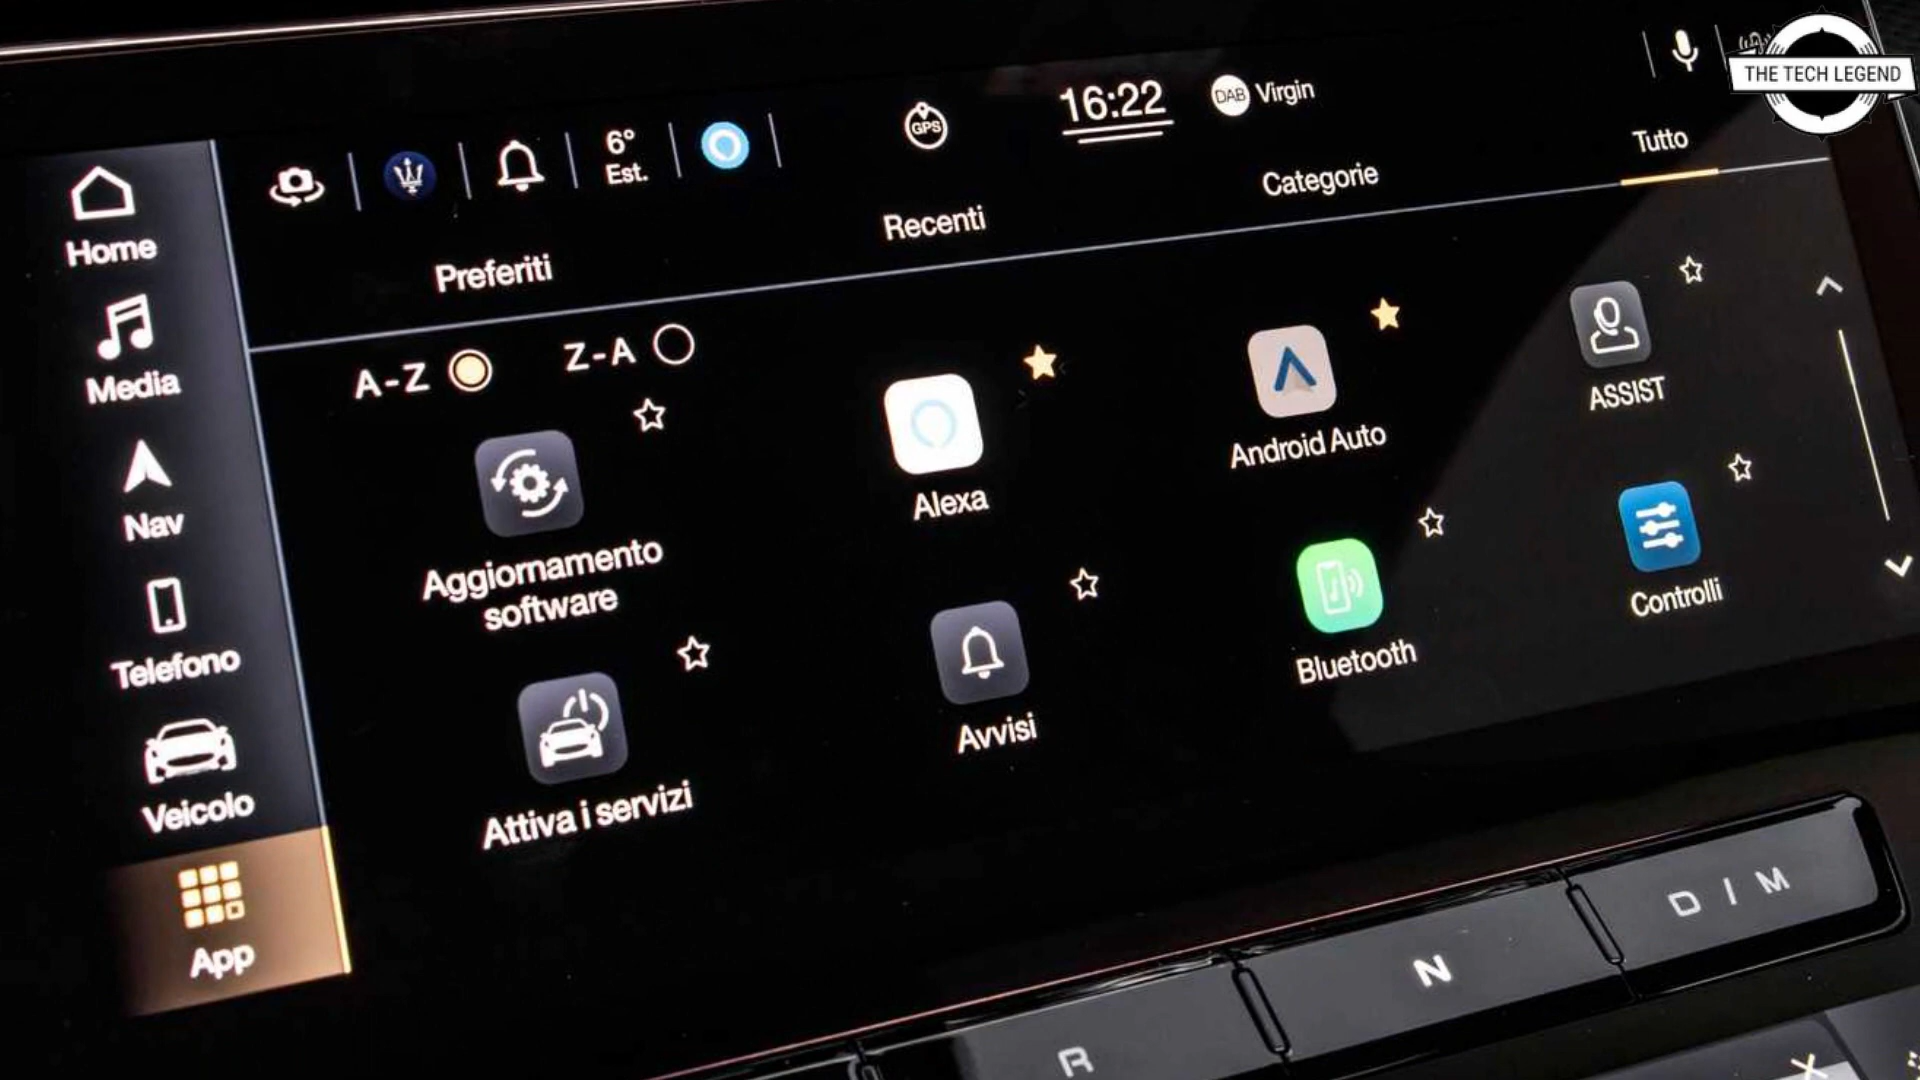 THE TECH LEGEND
6°
Est.
GPS
16:22
DAB Virgin
Preferiti
Recenti
Categorie
Tutto
Home
Media
Nav
Telefono
Veicolo
App
A-Z
Z-A
Aggiornamento
software
Alexa
Android Auto
ASSIST
Attiva i servizi
Avvisi
Bluetooth
Controlli
R
N
D / M